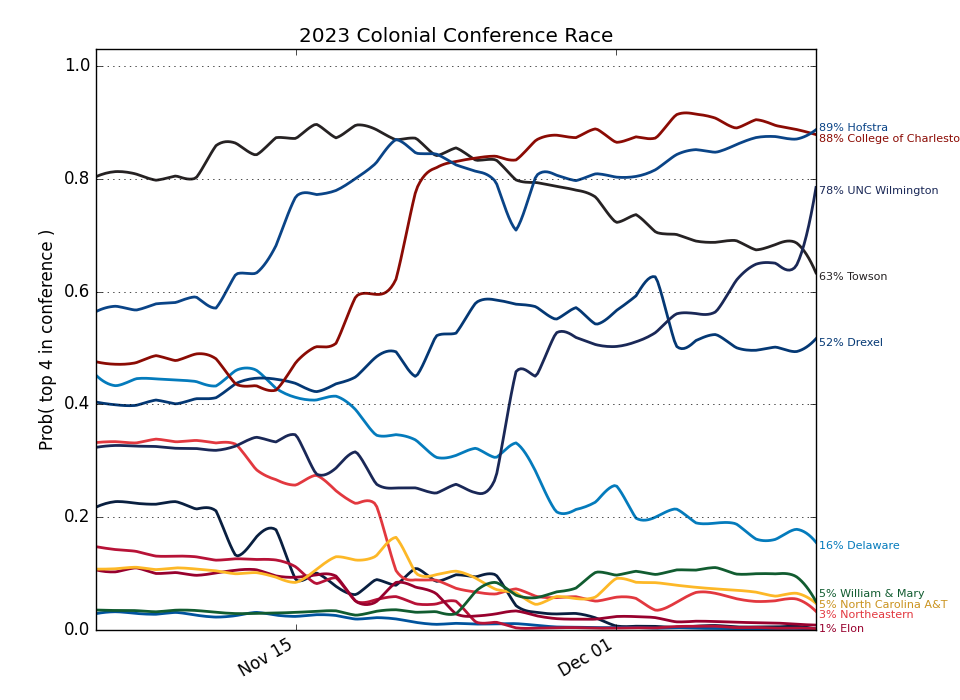 2023 Colonial Conference Race
Prob( top 4 in conference )
1.0
0.8
0.6
0.4
0.2
0.0
Nov 15
Dec 01
89% Hofstra
88% College of Charlesto
78% UNC Wilmington
63% Towson
52% Drexel
16% Delaware
5% William & Mary
5% North Carolina A&T
3% Northeastern
1% Elon